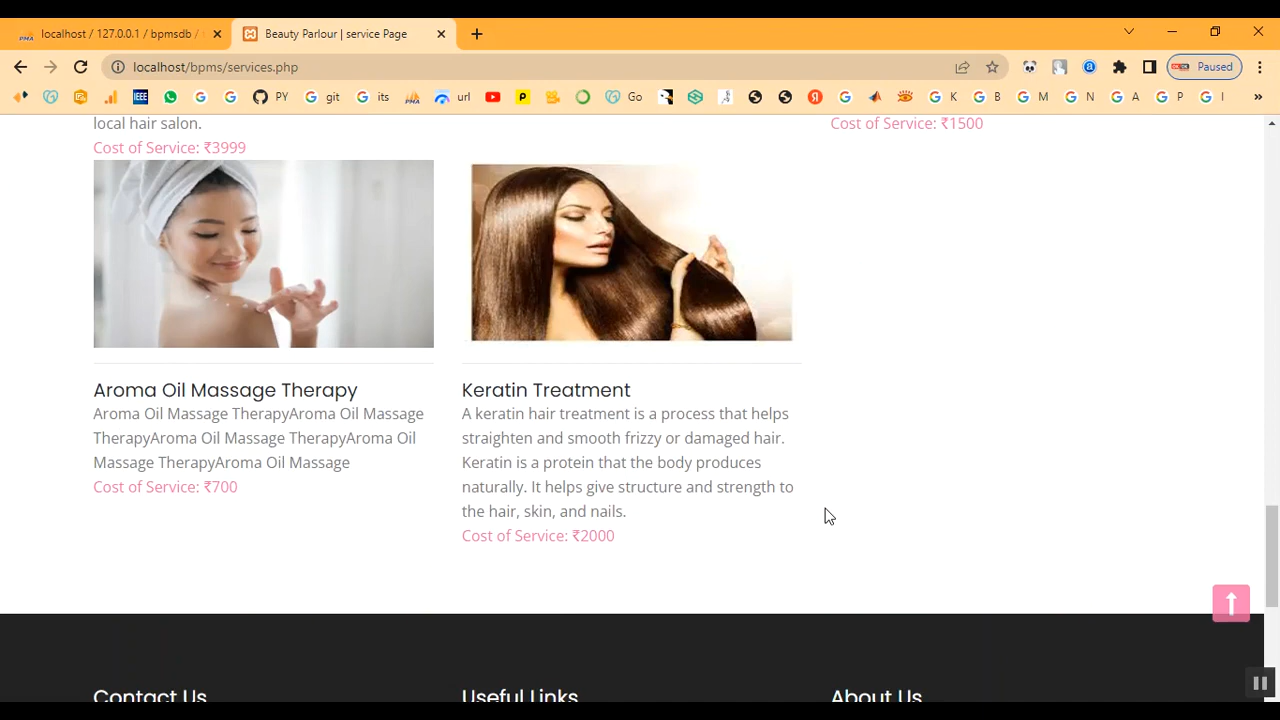 localhost / 127.0.0.1 / bpmsdb /
Beauty Parlour | service Page
localhost/bpms/services.php
Paused
IEEE
PY
git
its
url
Go
K
B
M
N
A
P
I
»
local hair salon.
Cost of Service: ₹3999
Cost of Service: ₹1500
Aroma Oil Massage Therapy
Aroma Oil Massage TherapyAroma Oil Massage
TherapyAroma Oil Massage TherapyAroma Oil
Massage TherapyAroma Oil Massage
Cost of Service: ₹700
Keratin Treatment
A keratin hair treatment is a process that helps
straighten and smooth frizzy or damaged hair.
Keratin is a protein that the body produces
naturally. It helps give structure and strength to
the hair, skin, and nails.
Cost of Service: ₹2000
Contact Us
Useful Links
About Us